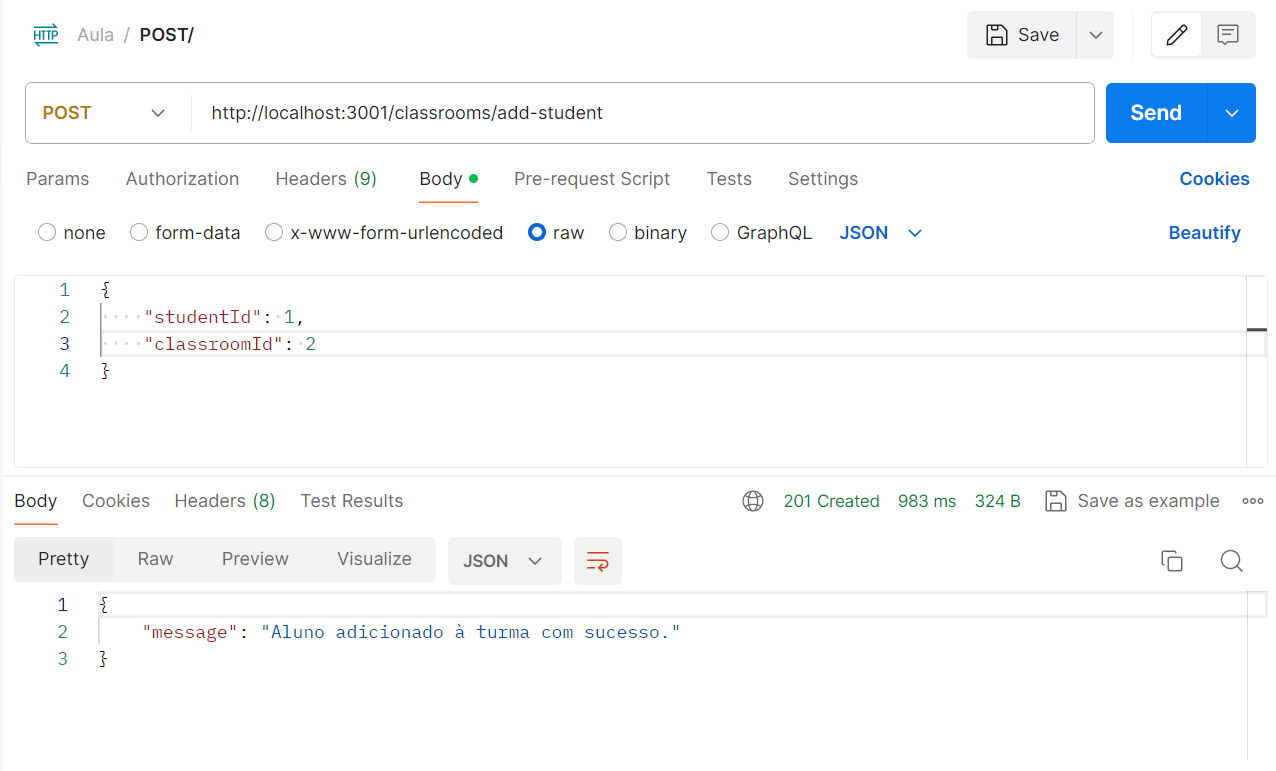 HTTP Aula / POST/ Save
POST http://localhost:3001/classrooms/add-student Send
Params Authorization Headers (9) Body Pre-request Script Tests Settings Cookies
none form-data x-www-form-urlencoded raw binary GraphQL JSON Beautify
1 {
2 ····"studentId":·1,
3 ····"classroomId":·2
4 }
Body Cookies Headers (8) Test Results 201 Created 983 ms 324 B Save as example
Pretty Raw Preview Visualize JSON
1 {
2 "message": "Aluno adicionado à turma com sucesso."
3 }